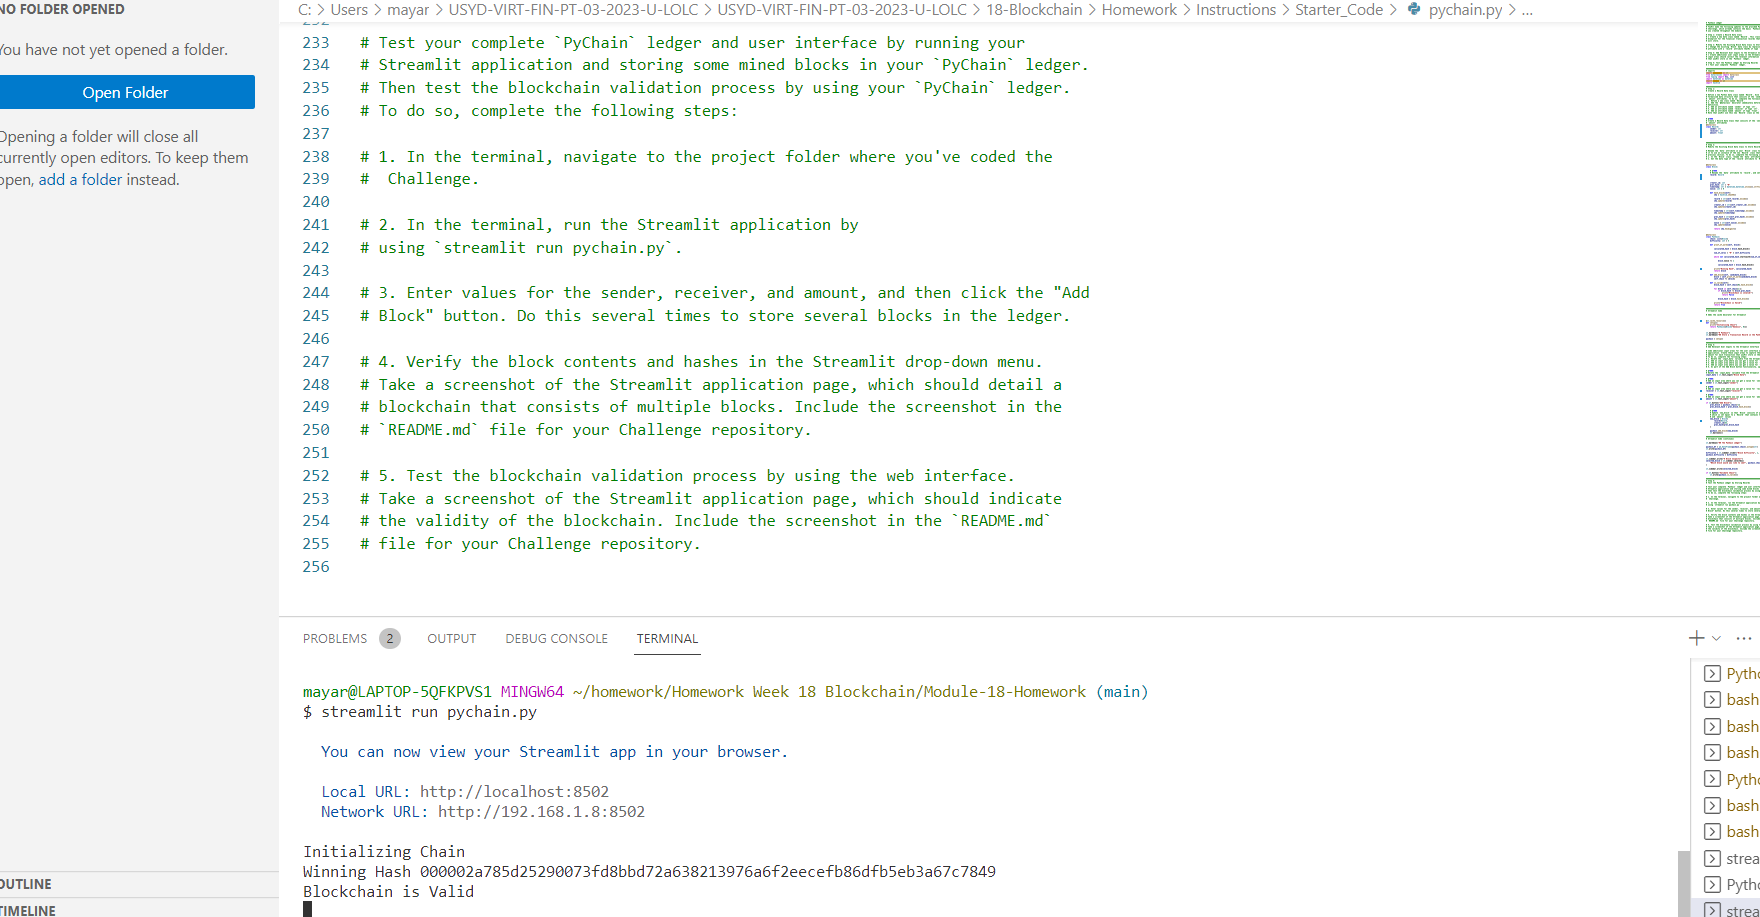 NO FOLDER OPENED
You have not yet opened a folder.
Open Folder
Opening a folder will close all
currently open editors. To keep them
open, add a folder instead.
OUTLINE
TIMELINE
C: > Users > mayar > USYD-VIRT-FIN-PT-03-2023-U-LOLC > USYD-VIRT-FIN-PT-03-2023-U-LOLC > 18-Blockchain > Homework > Instructions > Starter_Code > pychain.py > ...
232
233 # Test your complete `PyChain` ledger and user interface by running your
234 # Streamlit application and storing some mined blocks in your `PyChain` ledger.
235 # Then test the blockchain validation process by using your `PyChain` ledger.
236 # To do so, complete the following steps:
237
238 # 1. In the terminal, navigate to the project folder where you've coded the
239 #  Challenge.
240
241 # 2. In the terminal, run the Streamlit application by
242 # using `streamlit run pychain.py`.
243
244 # 3. Enter values for the sender, receiver, and amount, and then click the "Add
245 # Block" button. Do this several times to store several blocks in the ledger.
246
247 # 4. Verify the block contents and hashes in the Streamlit drop-down menu.
248 # Take a screenshot of the Streamlit application page, which should detail a
249 # blockchain that consists of multiple blocks. Include the screenshot in the
250 # `README.md` file for your Challenge repository.
251
252 # 5. Test the blockchain validation process by using the web interface.
253 # Take a screenshot of the Streamlit application page, which should indicate
254 # the validity of the blockchain. Include the screenshot in the `README.md`
255 # file for your Challenge repository.
256
PROBLEMS 2 OUTPUT DEBUG CONSOLE TERMINAL
mayar@LAPTOP-5QFKPVS1 MINGW64 ~/homework/Homework Week 18 Blockchain/Module-18-Homework (main)
$ streamlit run pychain.py
You can now view your Streamlit app in your browser.
Local URL: http://localhost:8502
Network URL: http://192.168.1.8:8502
Initializing Chain
Winning Hash 000002a785d25290073fd8bbd72a638213976a6f2eecefb86dfb5eb3a67c7849
Blockchain is Valid
Pytho
bash
bash
bash
Pytho
bash
bash
strea
Pytho
strea